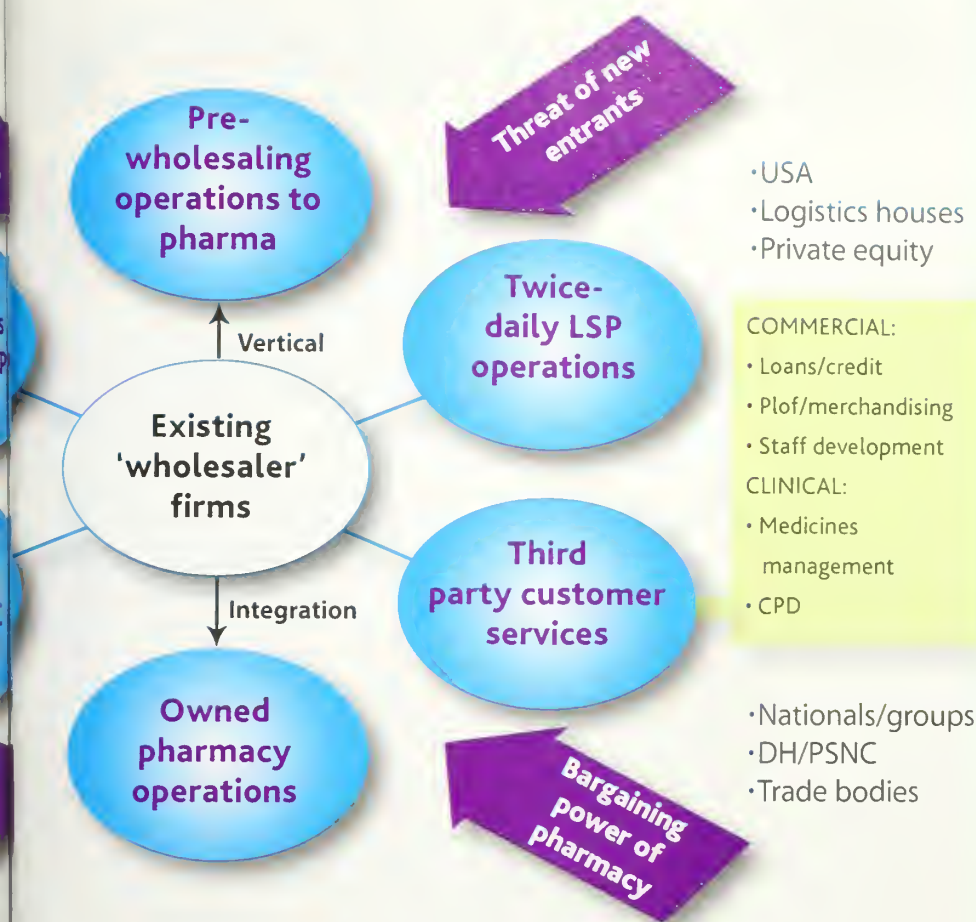 Threat of new
entrants
Pre-
wholesaling
operations to
pharma
•USA
•Logistics houses
•Private equity
Twice-
daily LSP
operations
Vertical
COMMERCIAL:
• Loans/credit
• Plof/merchandising
• Staff development
CLINICAL:
• Medicines
management
• CPD
Existing
'wholesaler'
firms
Third
party customer
services
Integration
Owned
pharmacy
operations
•Nationals/groups
•DH/PSNC
•Trade bodies
Bargaining
power of
pharmacy